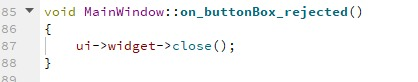 85 void MainWindow::on_buttonBox_rejected()
86 {
87     ui->widget->close();
88 }